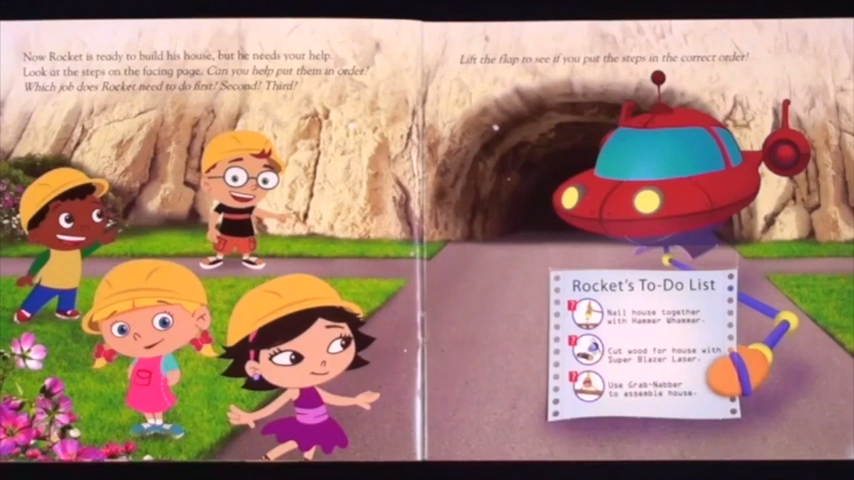 Now Rocket is ready to build his house, but he needs your help.
Look at the steps on the facing page. Can you help put them in order?
Which job does Rocket need to do first? Second? Third?
Lift the flap to see if you put the steps in the correct order!
Rocket's To-Do List
? Nail house together
with Hammer Whammer.
? Cut wood for house with
Super Blazer Laser.
? Use Grab-Nabber
to assemble house.